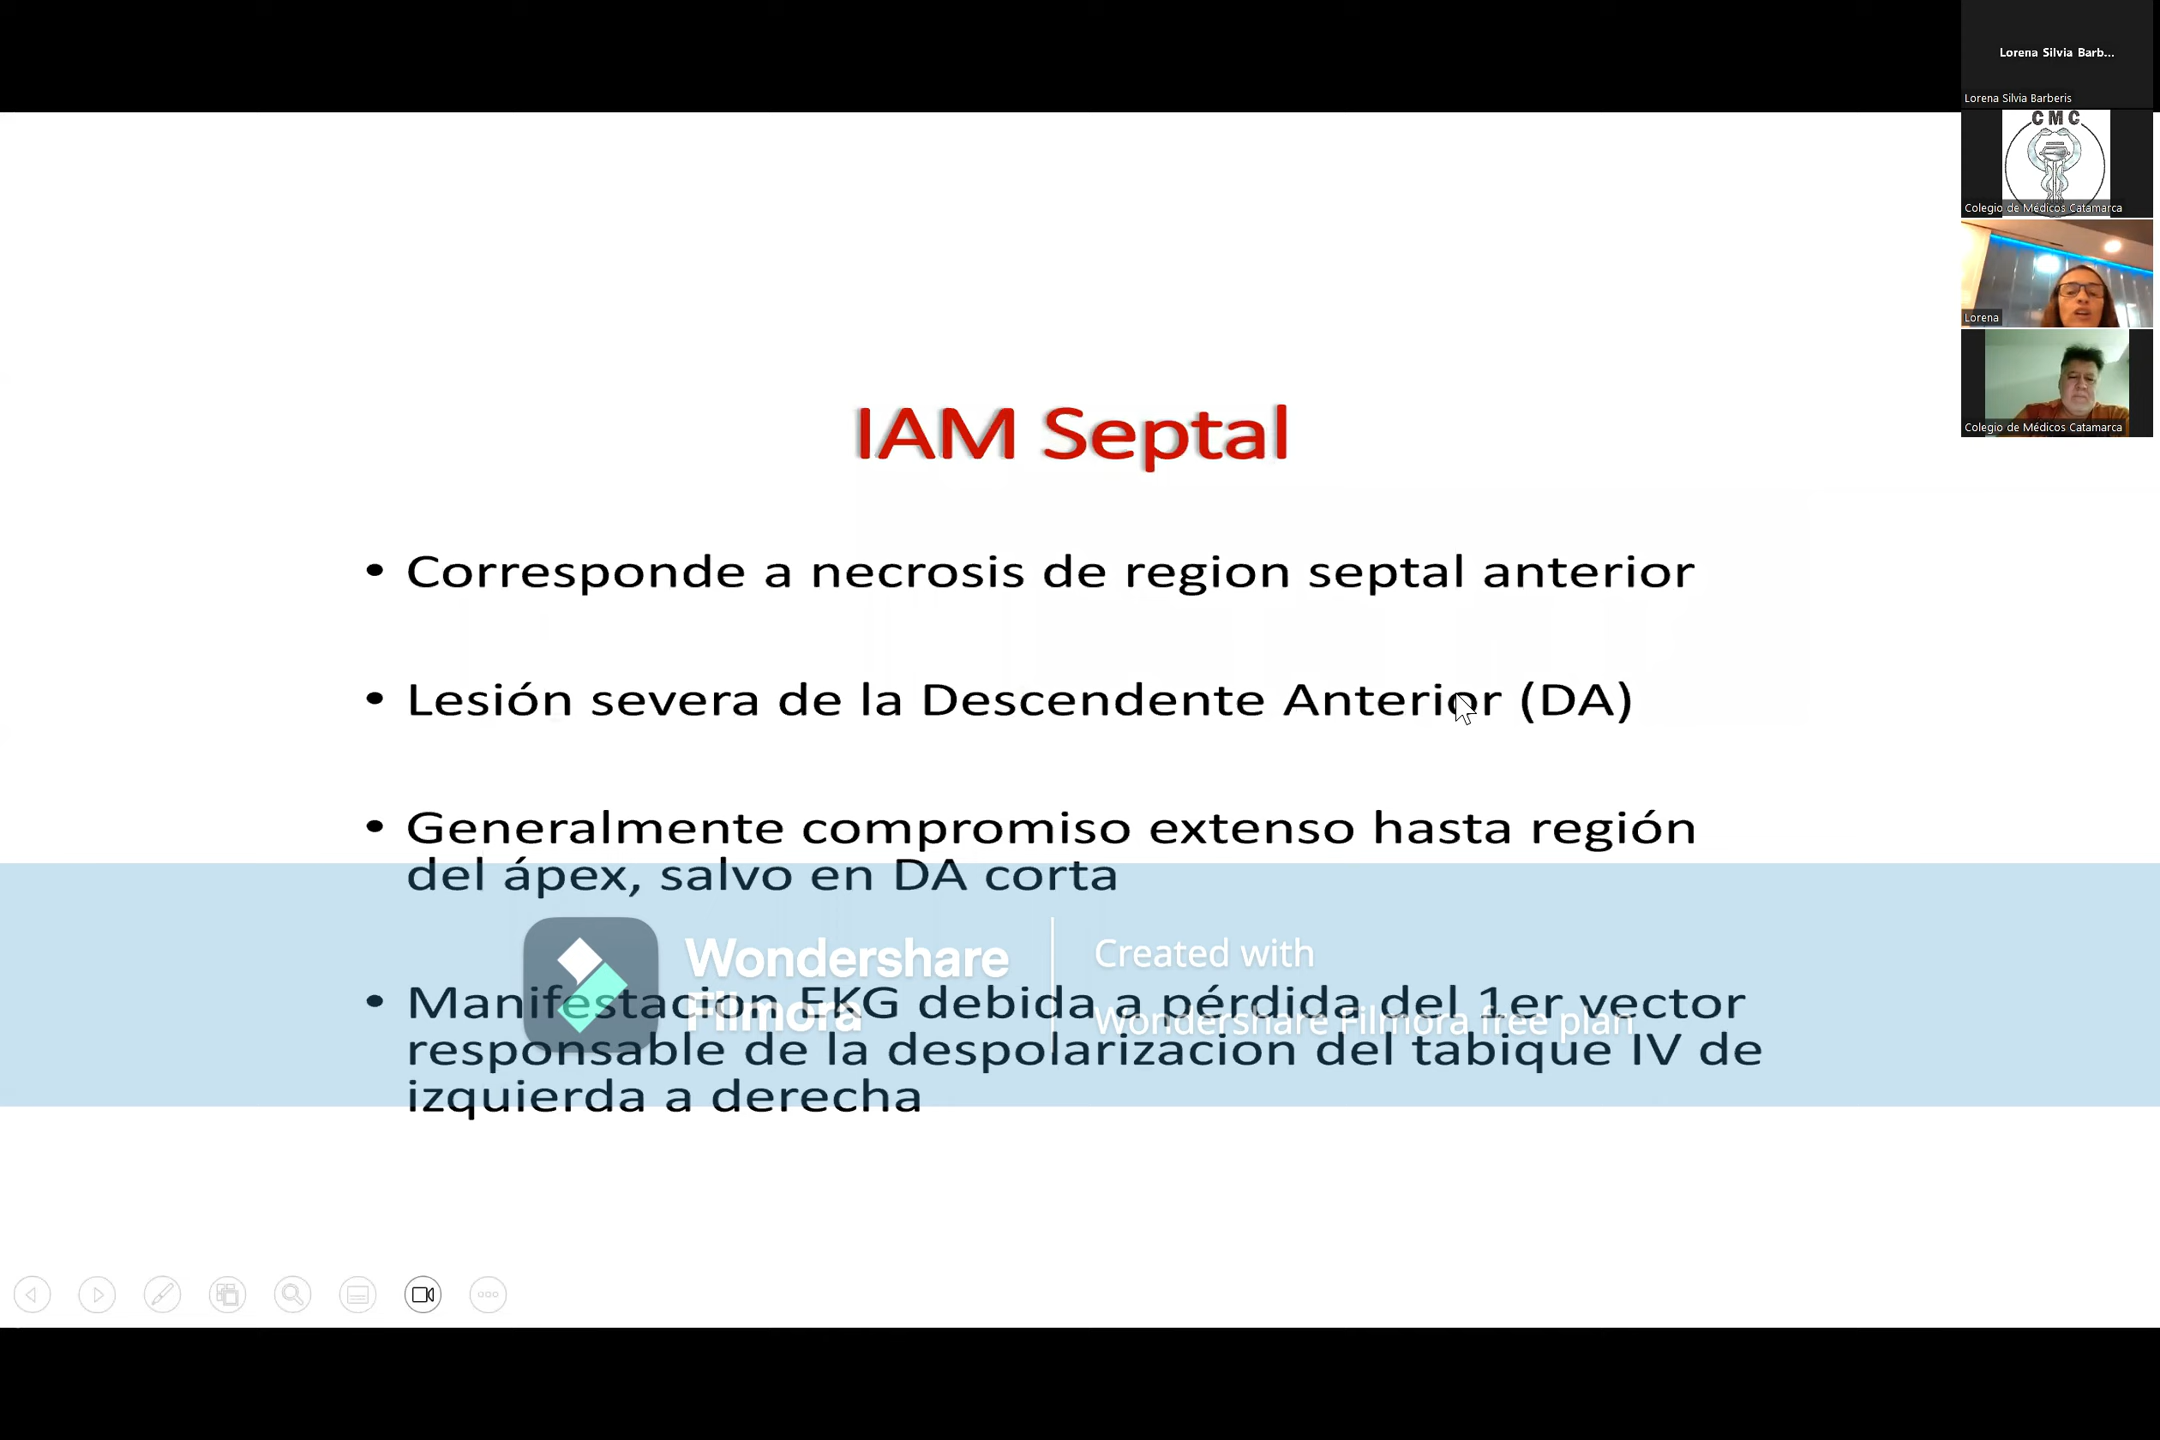 Lorena Silvia Barb...
Lorena Silvia Barberis
CMC
Colegio de Médicos Catamarca
Lorena
Colegio de Médicos Catamarca
IAM Septal
• Corresponde a necrosis de region septal anterior
• Lesión severa de la Descendente Anterior (DA)
• Generalmente compromiso extenso hasta región
del ápex, salvo en DA corta
• Manifestacion EKG debida a pérdida del 1er vector
responsable de la despolarizacion del tabique IV de
izquierda a derecha
Wondershare
Filmora
Created with
Wondershare Filmora free plan